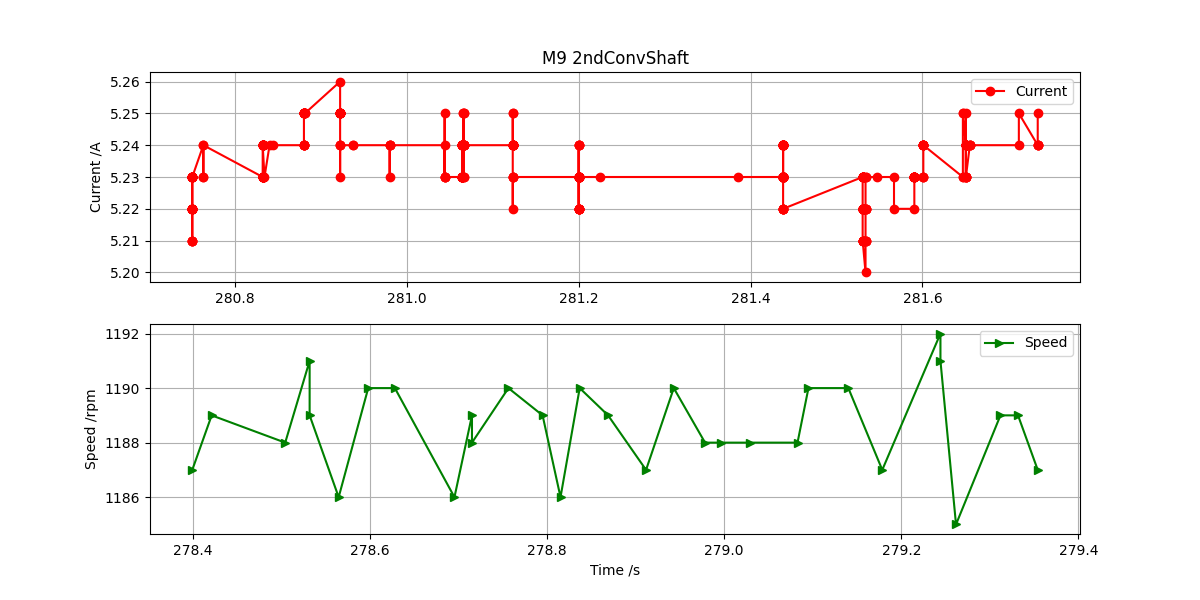 M9 2ndConvShaft
Current /A
5.26
5.25
5.24
5.23
5.22
5.21
5.20
Current
280.8 281.0 281.2 281.4 281.6
Speed /rpm
1192
1190
1188
1186
Speed
278.4 278.6 278.8 279.0 279.2 279.4
Time /s